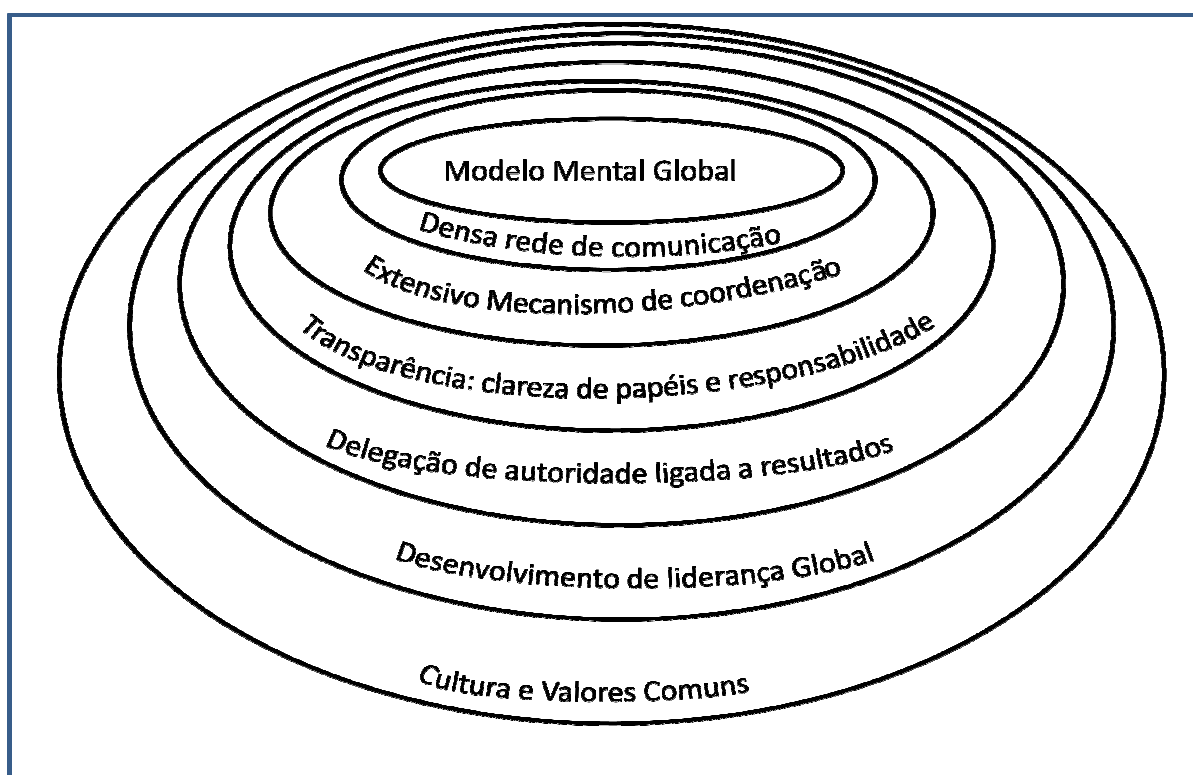 Modelo Mental Global
Densa rede de comunicação
Extensivo Mecanismo de coordenação
Transparência: clareza de papéis e responsabilidade
Delegação de autoridade ligada a resultados
Desenvolvimento de liderança Global
Cultura e Valores Comuns